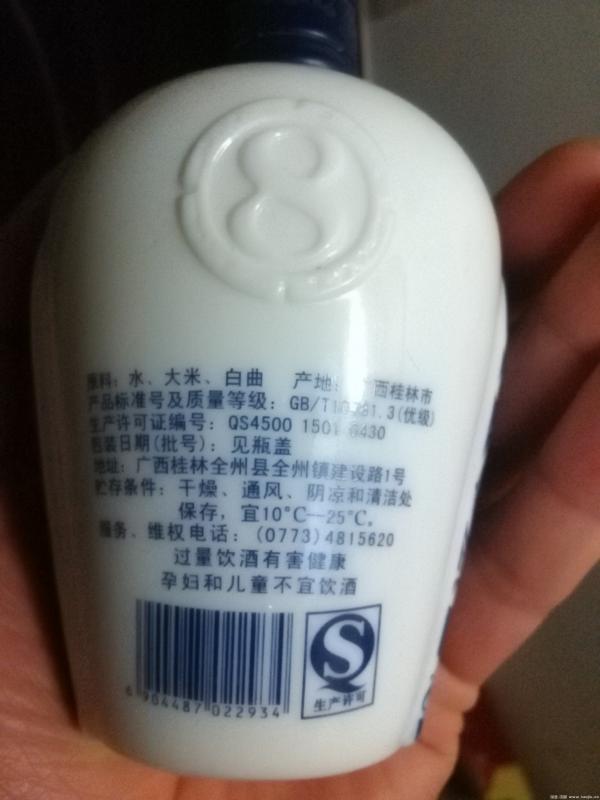 8
原料：水、大米、白曲 产地：广西桂林市
产品标准号及质量等级：GB/T10781.3(优级)
生产许可证编号：QS4500 1501 6430
包装日期(批号)：见瓶盖
地址：广西桂林全州县全州镇建设路1号
贮存条件：干燥、通风、阴凉和清洁处
保存，宜10°C—25°C。
服务、维权电话：(0773)4815620
过量饮酒有害健康
孕妇和儿童不宜饮酒
6 904487 022934
生产许可